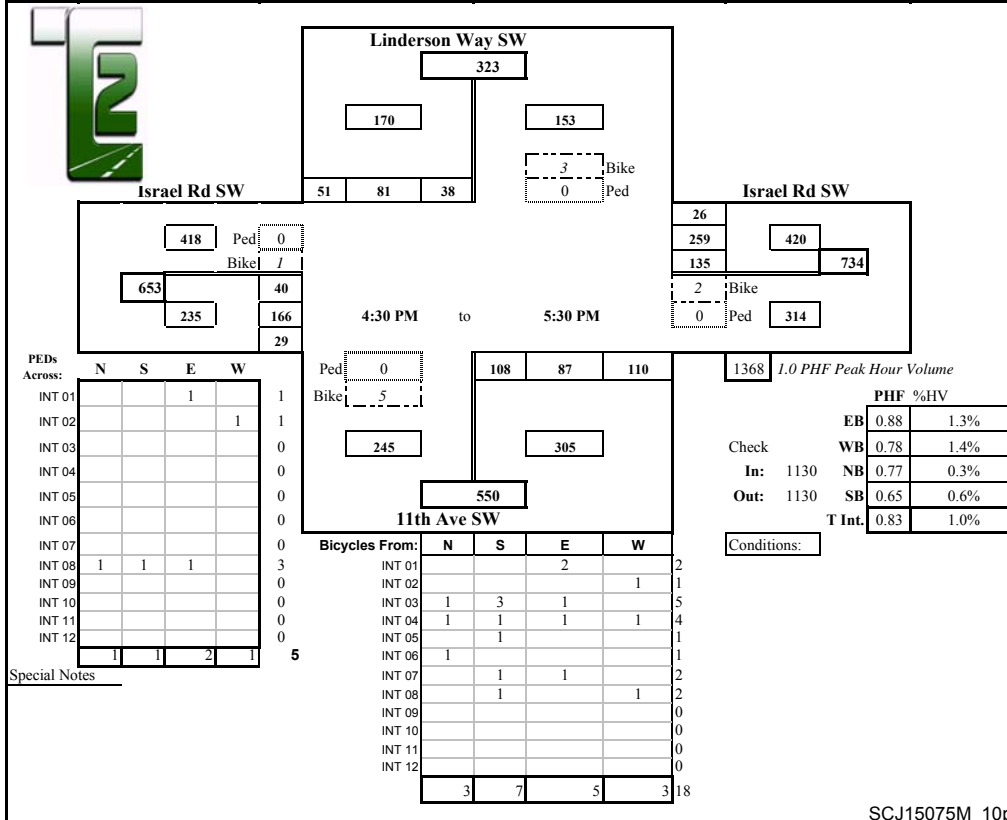 T2
Linderson Way SW
323
170 153
3 Bike
Israel Rd SW 51 81 38 0 Ped Israel Rd SW
26
418 Ped 0 259 420
Bike 1 135 734
653 40 2 Bike
235 166 4:30 PM to 5:30 PM 0 Ped 314
29
PEDs Across: N S E W Ped 0 108 87 110 1368 1.0 PHF Peak Hour Volume
INT 01 1 1 Bike 5 PHF %HV
INT 02 1 1 EB 0.88 1.3%
INT 03 0 245 305 Check WB 0.78 1.4%
INT 04 0 In: 1130 NB 0.77 0.3%
INT 05 0 550 Out: 1130 SB 0.65 0.6%
INT 06 0 11th Ave SW T Int. 0.83 1.0%
INT 07 0 Bicycles From: N S E W Conditions:
INT 08 1 1 1 3 INT 01 2 2
INT 09 0 INT 02 1 1
INT 10 0 INT 03 1 3 1 5
INT 11 0 INT 04 1 1 1 1 4
INT 12 0 INT 05 1 1
1 1 2 1 5 INT 06 1 1
Special Notes INT 07 1 1 2
INT 08 1 1 2
INT 09 0
INT 10 0
INT 11 0
INT 12 0
3 7 5 3 18
SCJ15075M_10p